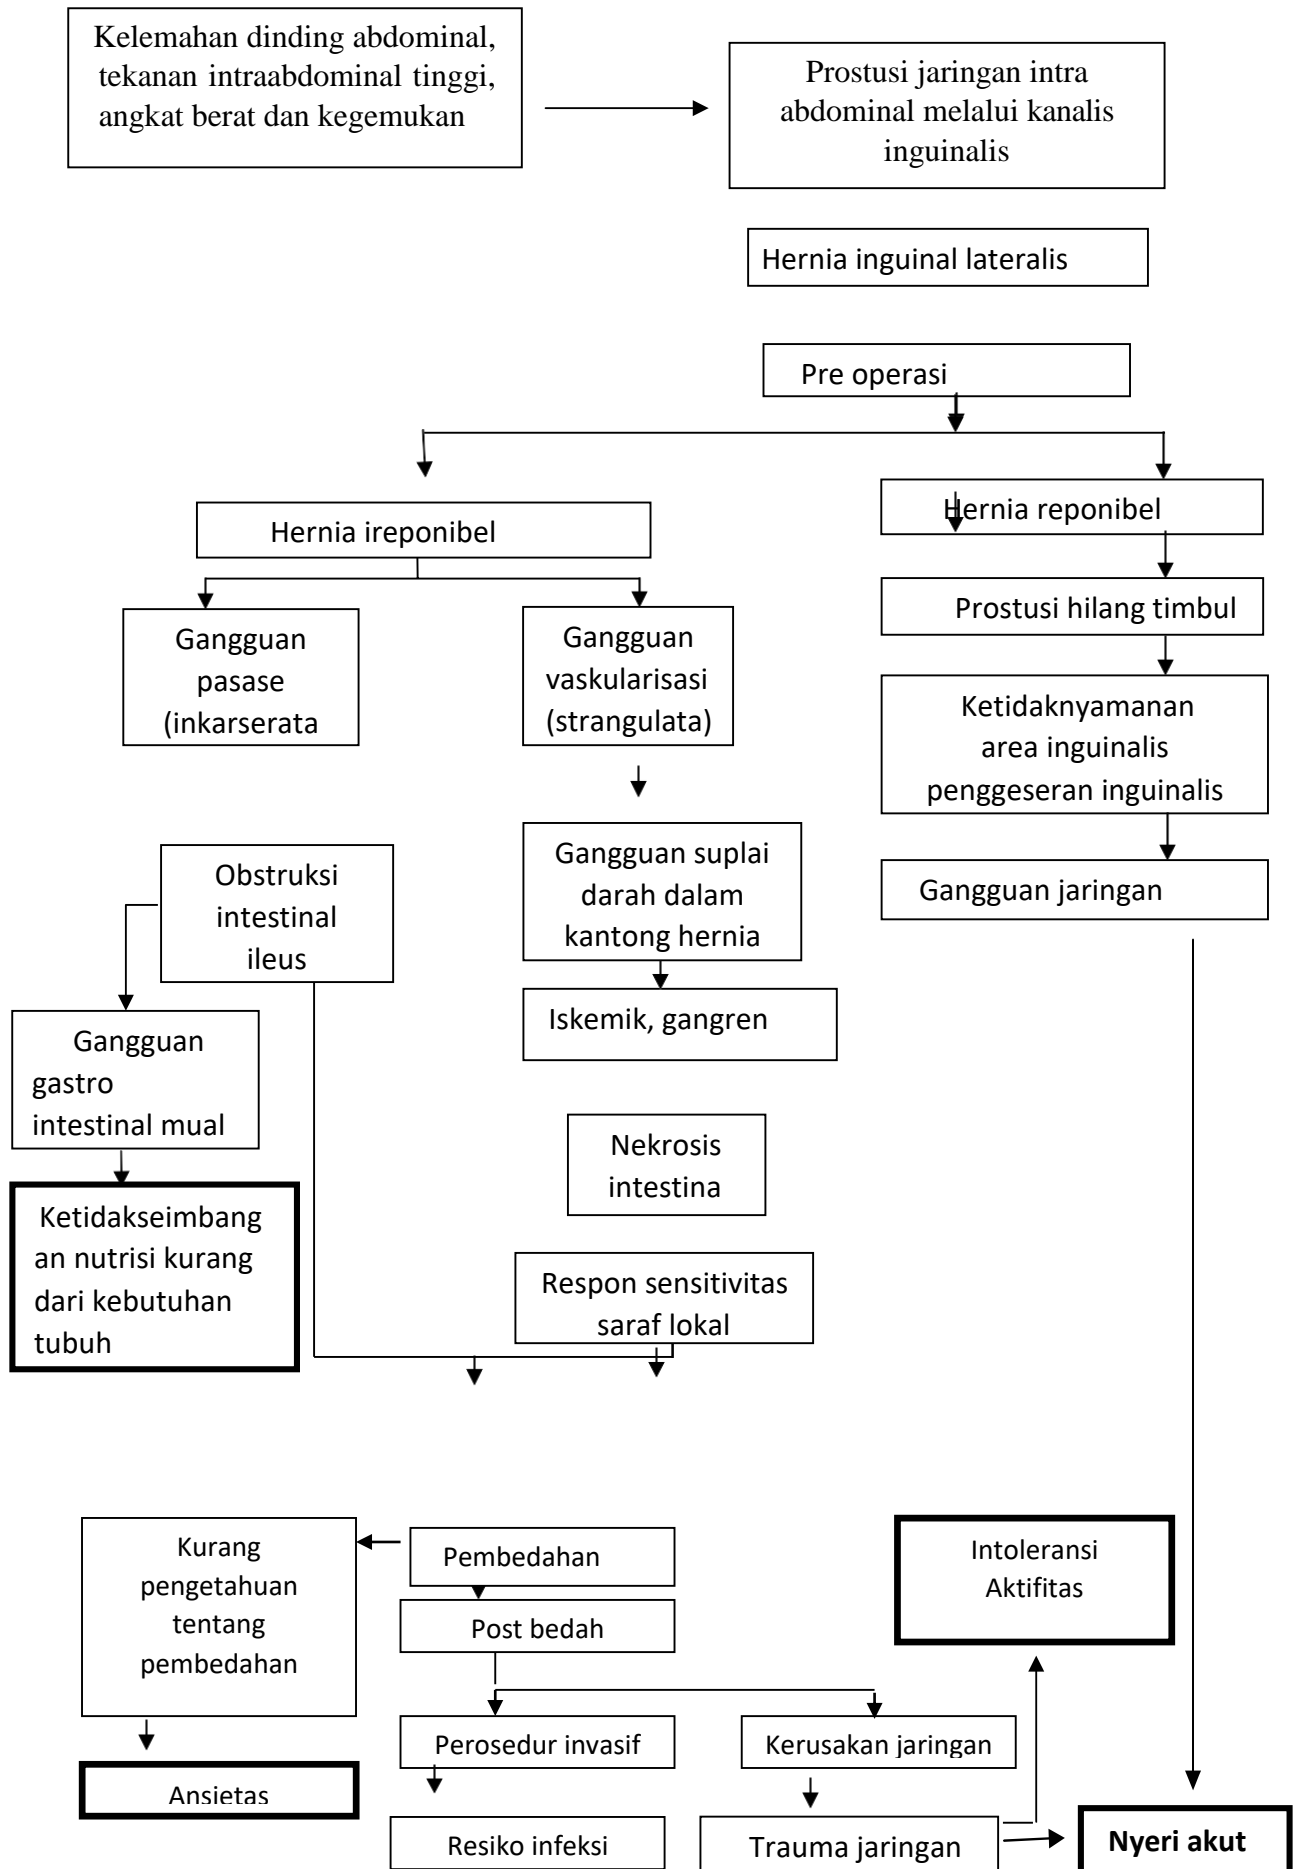 Kelemahan dinding abdominal,
tekanan intraabdominal tinggi,
angkat berat dan kegemukan
Prostusi jaringan intra
abdominal melalui kanalis
inguinalis
Hernia inguinal lateralis
Pre operasi
Hernia ireponibel
Hernia reponibel
Gangguan
pasase
(inkarserata
Gangguan
vaskularisasi
(strangulata)
Prostusi hilang timbul
Ketidaknyamanan
area inguinalis
penggeseran inguinalis
Obstruksi
intestinal
ileus
Gangguan suplai
darah dalam
kantong hernia
Gangguan jaringan
Gangguan
gastro
intestinal mual
Iskemik, gangren
Nekrosis
intestina
Ketidakseimbang
an nutrisi kurang
dari kebutuhan
tubuh
Respon sensitivitas
saraf lokal
Kurang
pengetahuan
tentang
pembedahan
Pembedahan
Post bedah
Intoleransi
Aktifitas
Perosedur invasif
Kerusakan jaringan
Ansietas
Resiko infeksi
Trauma jaringan
Nyeri akut